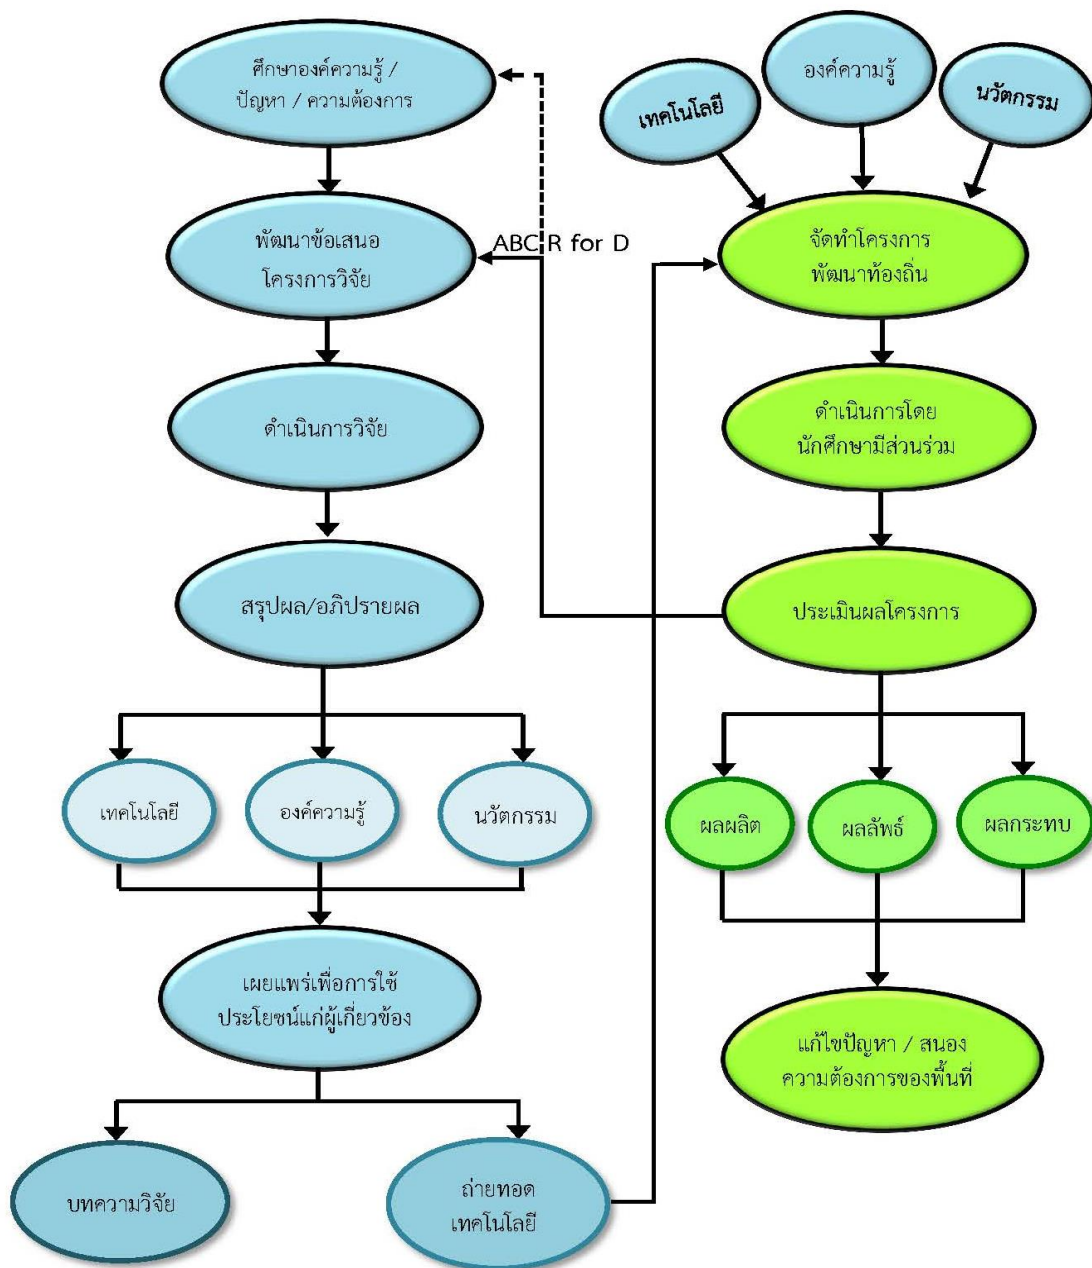 ศึกษาองค์ความรู้ /
ปัญหา / ความต้องการ
พัฒนาข้อเสนอ
โครงการวิจัย
ABC R for D
ดำเนินการวิจัย
สรุปผล/อภิปรายผล
เทคโนโลยี
องค์ความรู้
นวัตกรรม
เผยแพร่เพื่อการใช้
ประโยชน์แก่ผู้เกี่ยวข้อง
บทความวิจัย
ถ่ายทอด
เทคโนโลยี
เทคโนโลยี
องค์ความรู้
นวัตกรรม
จัดทำโครงการ
พัฒนาท้องถิ่น
ดำเนินการโดย
นักศึกษามีส่วนร่วม
ประเมินผลโครงการ
ผลผลิต
ผลลัพธ์
ผลกระทบ
แก้ไขปัญหา / สนอง
ความต้องการของพื้นที่